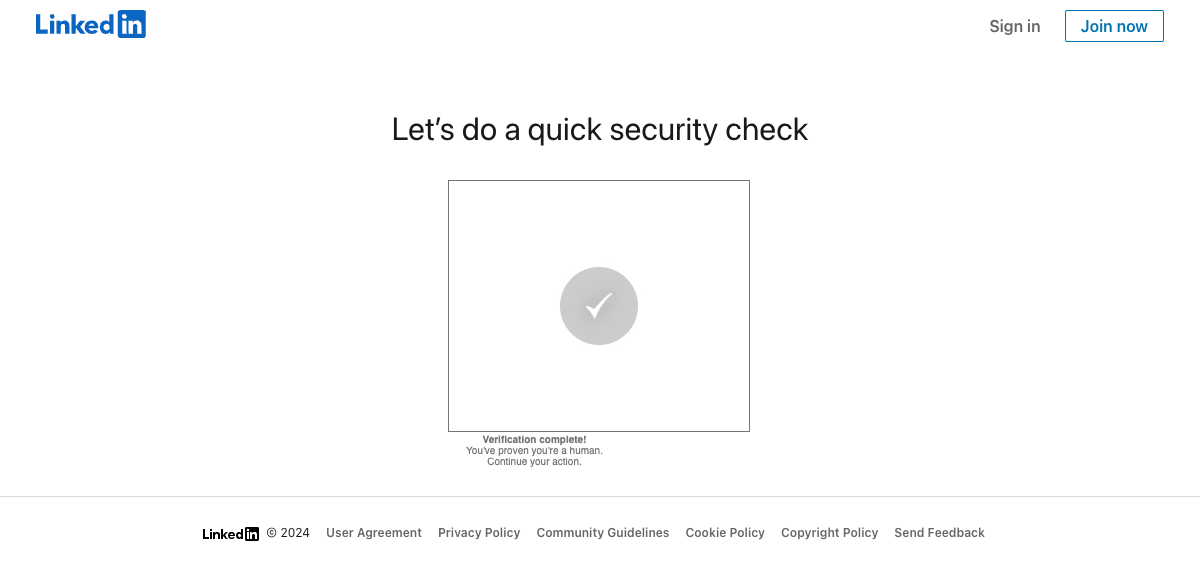 LinkedIn
Sign in
Join now
Let’s do a quick security check
Verification complete!
You've proven you're a human.
Continue your action.
LinkedIn © 2024 User Agreement Privacy Policy Community Guidelines Cookie Policy Copyright Policy Send Feedback